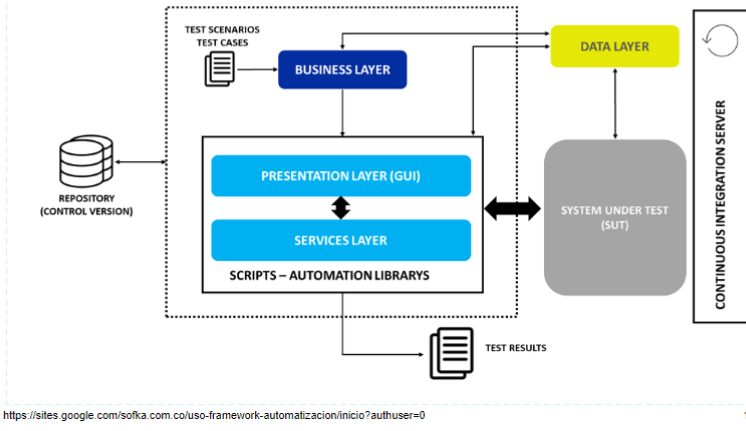 TEST SCENARIOS
TEST CASES
BUSINESS LAYER
DATA LAYER
PRESENTATION LAYER (GUI)
SERVICES LAYER
SCRIPTS – AUTOMATION LIBRARYS
REPOSITORY
(CONTROL VERSION)
SYSTEM UNDER TEST
(SUT)
CONTINUOUS INTEGRATION SERVER
TEST RESULTS
https://sites.google.com/sofka.com.co/uso-framework-automatizacion/inicio?authuser=0